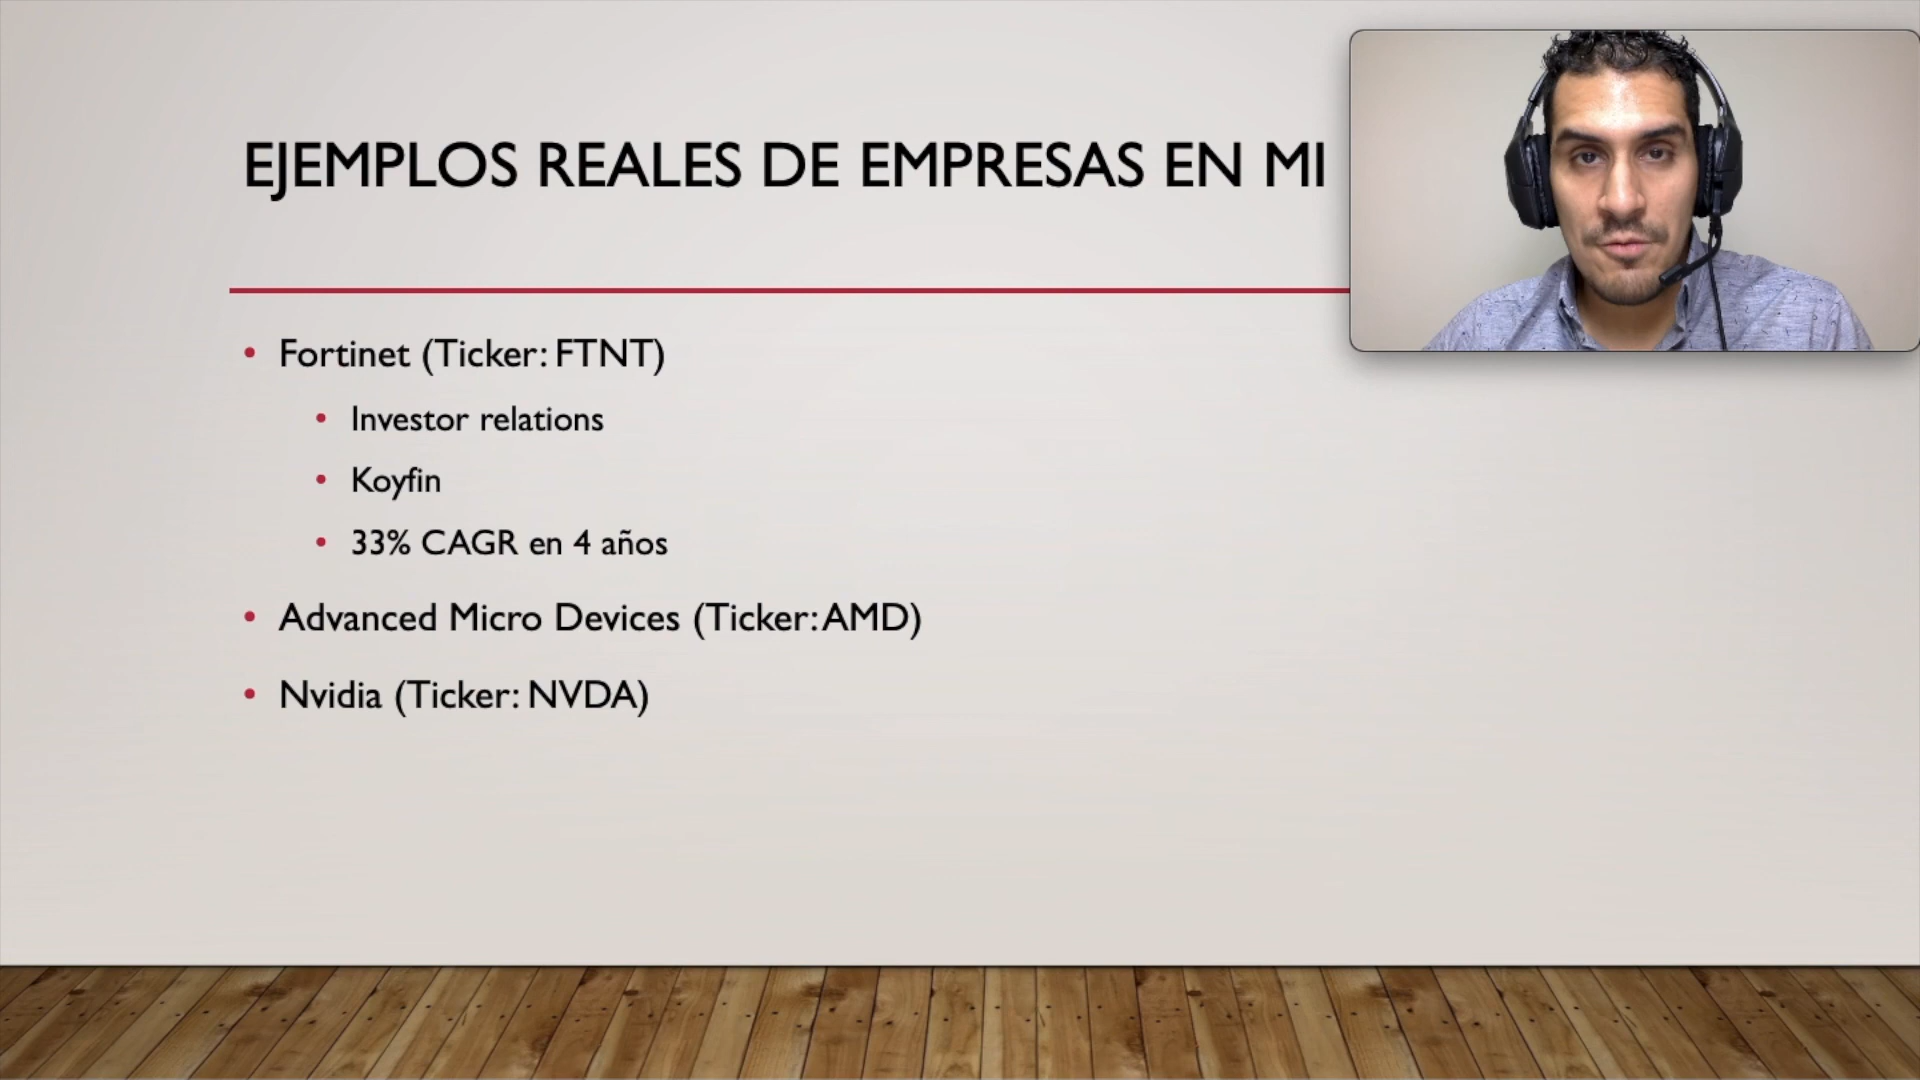 EJEMPLOS REALES DE EMPRESAS EN MI
• Fortinet (Ticker: FTNT)
• Investor relations
• Koyfin
• 33% CAGR en 4 años
• Advanced Micro Devices (Ticker: AMD)
• Nvidia (Ticker: NVDA)